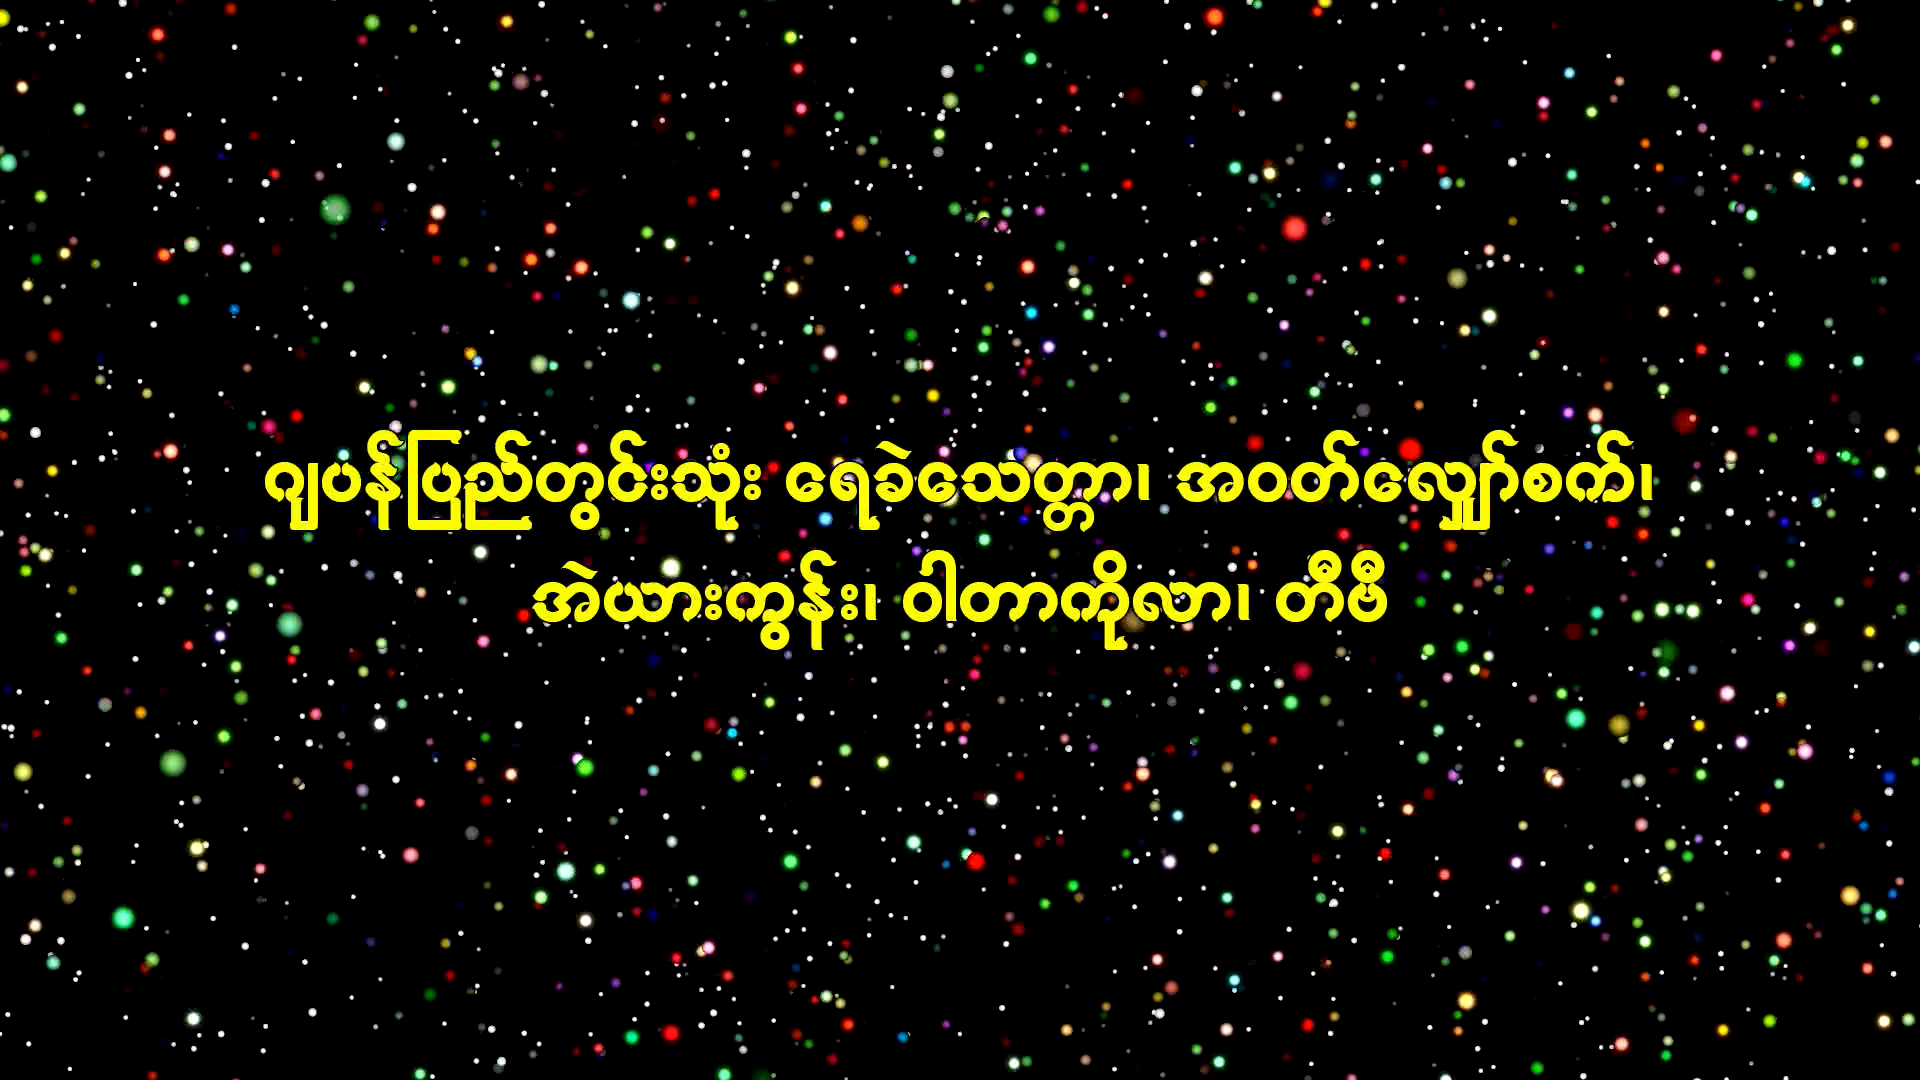 ဂျပန်ပြည်တွင်းသုံး ရေခဲသေတ္တာ၊ အဝတ်လျှော်စက်၊
အဲယားကွန်း၊ ဝါတာကိုလာ၊ တီဗီ